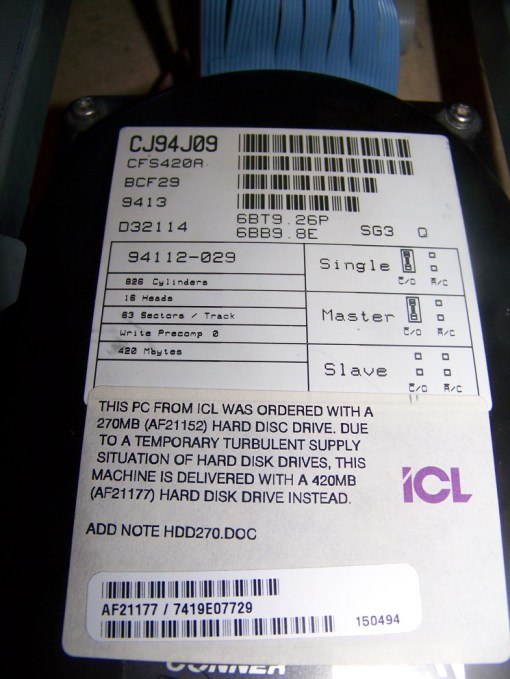 CJ94J09
CFS420A
BCF29
9413
D32114
6BT9.26P
6BB9.8E
SG3 Q
94112-029
826 Cylinders
16 Heads
63 Sectors / Track
Write Precomp 0
420 Mbytes
Single
C/D A/C
Master
C/D A/C
Slave
C/D A/C
THIS PC FROM ICL WAS ORDERED WITH A
270MB (AF21152) HARD DISC DRIVE. DUE
TO A TEMPORARY TURBULENT SUPPLY
SITUATION OF HARD DISK DRIVES, THIS
MACHINE IS DELIVERED WITH A 420MB
(AF21177) HARD DISK DRIVE INSTEAD.
ICL
ADD NOTE HDD270.DOC
AF21177 / 7419E07729
150494
CONNER